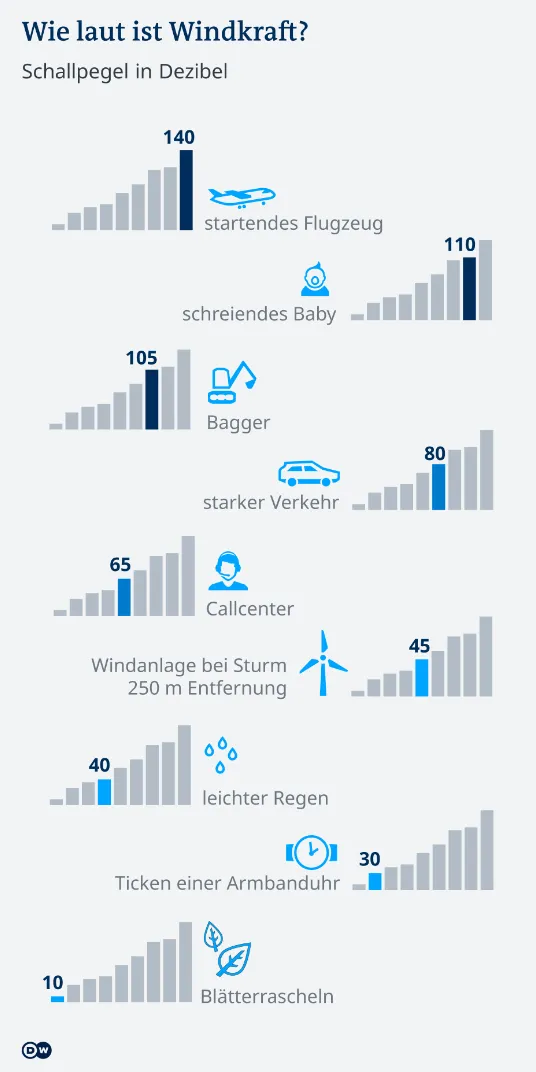 Wie laut ist Windkraft?
Schallpegel in Dezibel
140
startendes Flugzeug
110
schreiendes Baby
105
Bagger
80
starker Verkehr
65
Callcenter
45
Windanlage bei Sturm
250 m Entfernung
40
leichter Regen
30
Ticken einer Armbanduhr
10
Blätterrascheln
DW